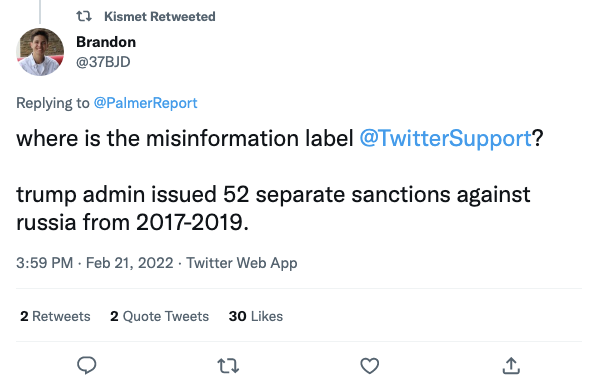 Kismet Retweeted
Brandon
@37BJD
Replying to @PalmerReport
where is the misinformation label @TwitterSupport?
trump admin issued 52 separate sanctions against
russia from 2017-2019.
3:59 PM · Feb 21, 2022 · Twitter Web App
2 Retweets 2 Quote Tweets 30 Likes